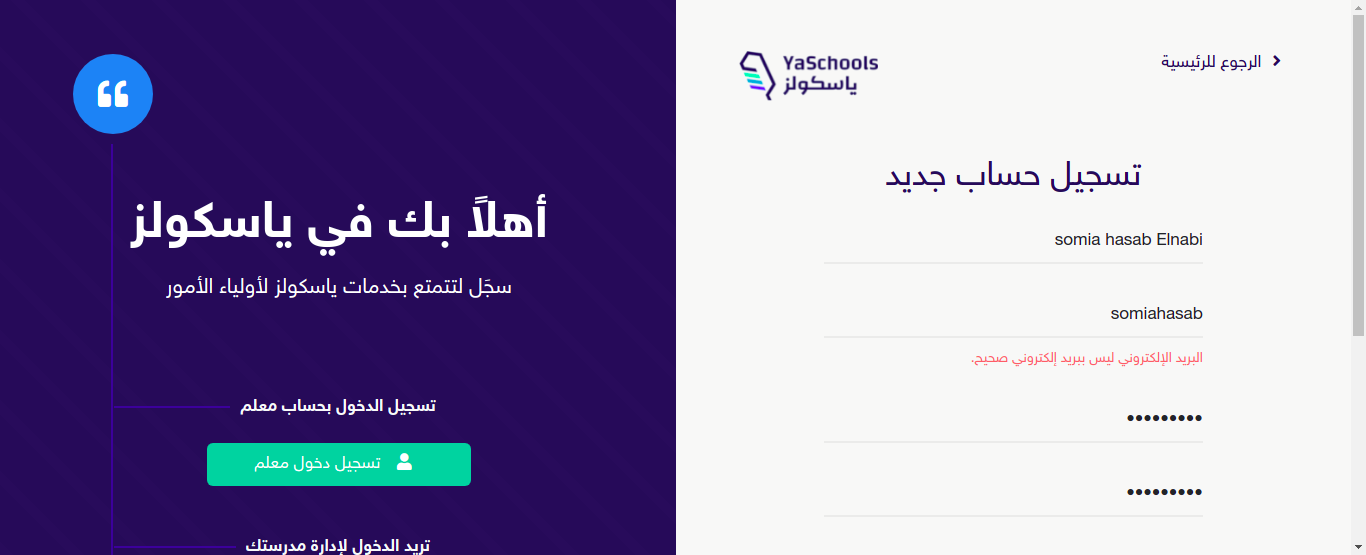 الرجوع للرئيسية
YaSchools
ياسكولز
تسجيل حساب جديد
somia hasab Elnabi
somiahasab
البريد الإلكتروني ليس ببريد إلكتروني صحيح.
•••••••••
•••••••••
أهلاً بك في ياسكولز
سجَل لتتمتع بخدمات ياسكولز لأولياء الأمور
تسجيل الدخول بحساب معلم
تسجيل دخول معلم
تريد الدخول لإدارة مدرستك